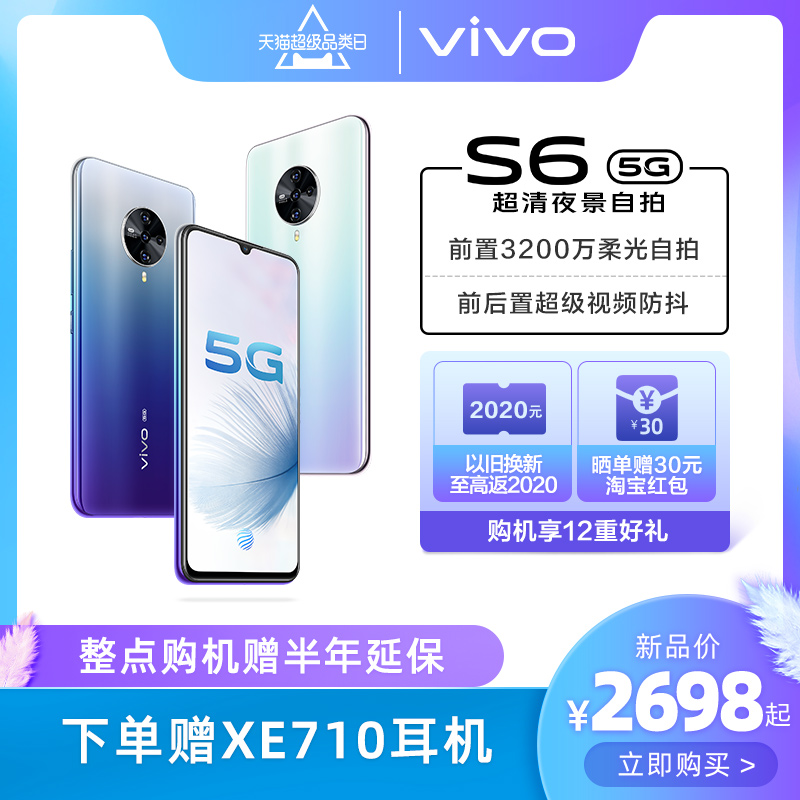 天猫超级品类日
vivo
S6 5G
超清夜景自拍
前置3200万柔光自拍
前后置超级视频防抖
5G
vivo
2020元
¥
¥30
以旧换新
至高返2020
晒单赠30元
淘宝红包
购机享12重好礼
整点购机赠半年延保
下单赠XE710耳机
新品价
¥2698起
立即购买 >